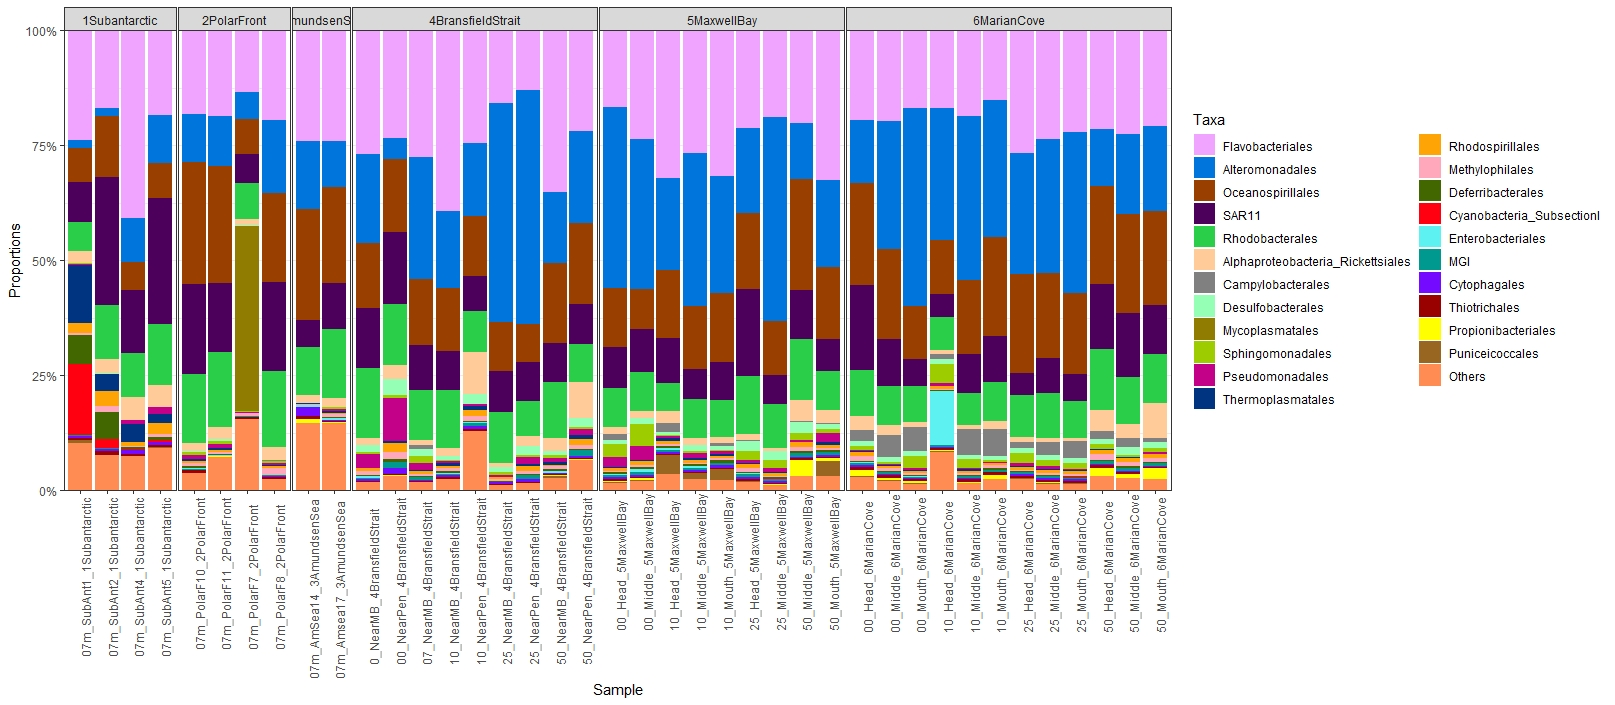 1Subantarctic
2PolarFront
mundsenS
4BransfieldStrait
5MaxwellBay
6MarianCove
100%
75%
50%
25%
0%
Proportions
07m_SubAnt1_1Subantarctic
07m_SubAnt2_1Subantarctic
07m_SubAnt4_1Subantarctic
07m_SubAnt5_1Subantarctic
07m_PolarF10_2PolarFront
07m_PolarF11_2PolarFront
07m_PolarF7_2PolarFront
07m_PolarF8_2PolarFront
07m_AmSea14_3AmundsenSea
07m_Amsea17_3AmundsenSea
0_NearMB_4BransfieldStrait
00_NearPen_4BransfieldStrait
07_NearMB_4BransfieldStrait
10_NearMB_4BransfieldStrait
10_NearPen_4BransfieldStrait
25_NearMB_4BransfieldStrait
25_NearPen_4BransfieldStrait
50_NearMB_4BransfieldStrait
50_NearPen_4BransfieldStrait
00_Head_5MaxwellBay
00_Middle_5MaxwellBay
10_Head_5MaxwellBay
10_Middle_5MaxwellBay
10_Mouth_5MaxwellBay
25_Head_5MaxwellBay
25_Middle_5MaxwellBay
50_Middle_5MaxwellBay
50_Mouth_5MaxwellBay
00_Head_6MarianCove
00_Middle_6MarianCove
00_Mouth_6MarianCove
10_Head_6MarianCove
10_Middle_6MarianCove
10_Mouth_6MarianCove
25_Head_6MarianCove
25_Middle_6MarianCove
25_Mouth_6MarianCove
50_Head_6MarianCove
50_Middle_6MarianCove
50_Mouth_6MarianCove
Sample
Taxa
Flavobacteriales
Alteromonadales
Oceanospirillales
SAR11
Rhodobacterales
Alphaproteobacteria_Rickettsiales
Campylobacterales
Desulfobacterales
Mycoplasmatales
Sphingomonadales
Pseudomonadales
Thermoplasmatales
Rhodospirillales
Methylophilales
Deferribacterales
Cyanobacteria_SubsectionI
Enterobacteriales
MGI
Cytophagales
Thiotrichales
Propionibacteriales
Puniceicoccales
Others